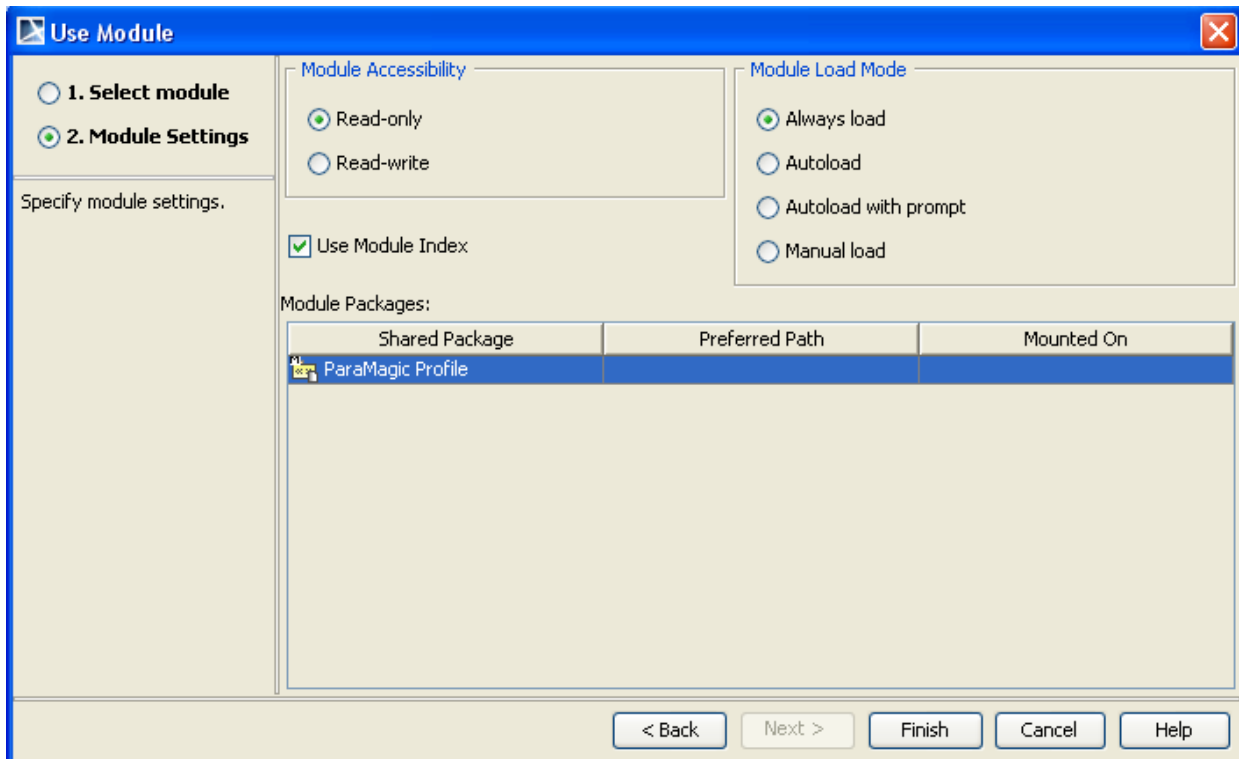 Use Module
1. Select module
2. Module Settings
Specify module settings.
Module Accessibility
Read-only
Read-write
Module Load Mode
Always load
Autoload
Autoload with prompt
Manual load
Use Module Index
Module Packages:
Shared Package Preferred Path Mounted On
ParaMagic Profile
< Back Next > Finish Cancel Help